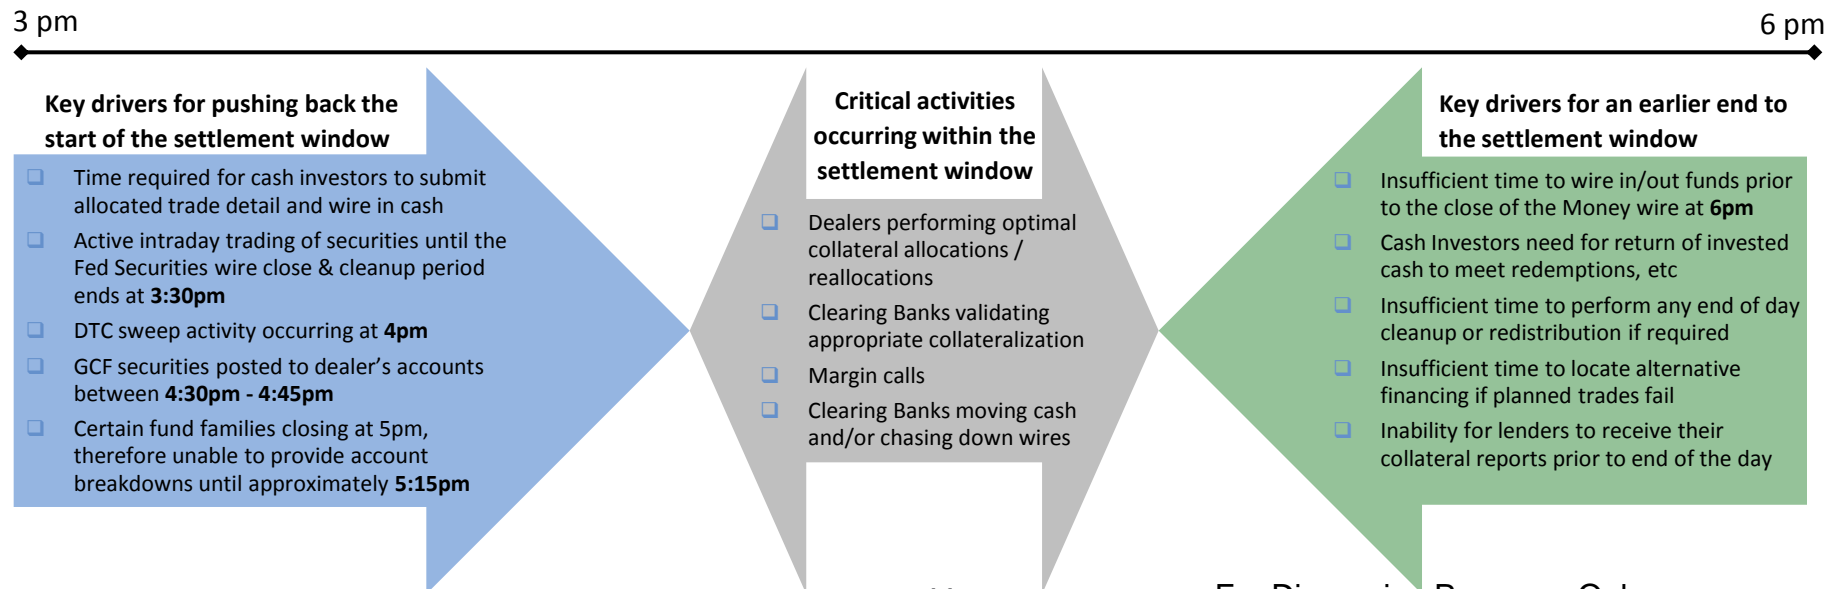 3 pm
6 pm
Key drivers for pushing back the
start of the settlement window
Time required for cash investors to submit
allocated trade detail and wire in cash
Active intraday trading of securities until the
Fed Securities wire close & cleanup period
ends at 3:30pm
DTC sweep activity occurring at 4pm
GCF securities posted to dealer’s accounts
between 4:30pm - 4:45pm
Certain fund families closing at 5pm,
therefore unable to provide account
breakdowns until approximately 5:15pm
Critical activities
occurring within the
settlement window
Dealers performing optimal
collateral allocations /
reallocations
Clearing Banks validating
appropriate collateralization
Margin calls
Clearing Banks moving cash
and/or chasing down wires
Key drivers for an earlier end to
the settlement window
Insufficient time to wire in/out funds prior
to the close of the Money wire at 6pm
Cash Investors need for return of invested
cash to meet redemptions, etc
Insufficient time to perform any end of day
cleanup or redistribution if required
Insufficient time to locate alternative
financing if planned trades fail
Inability for lenders to receive their
collateral reports prior to end of the day